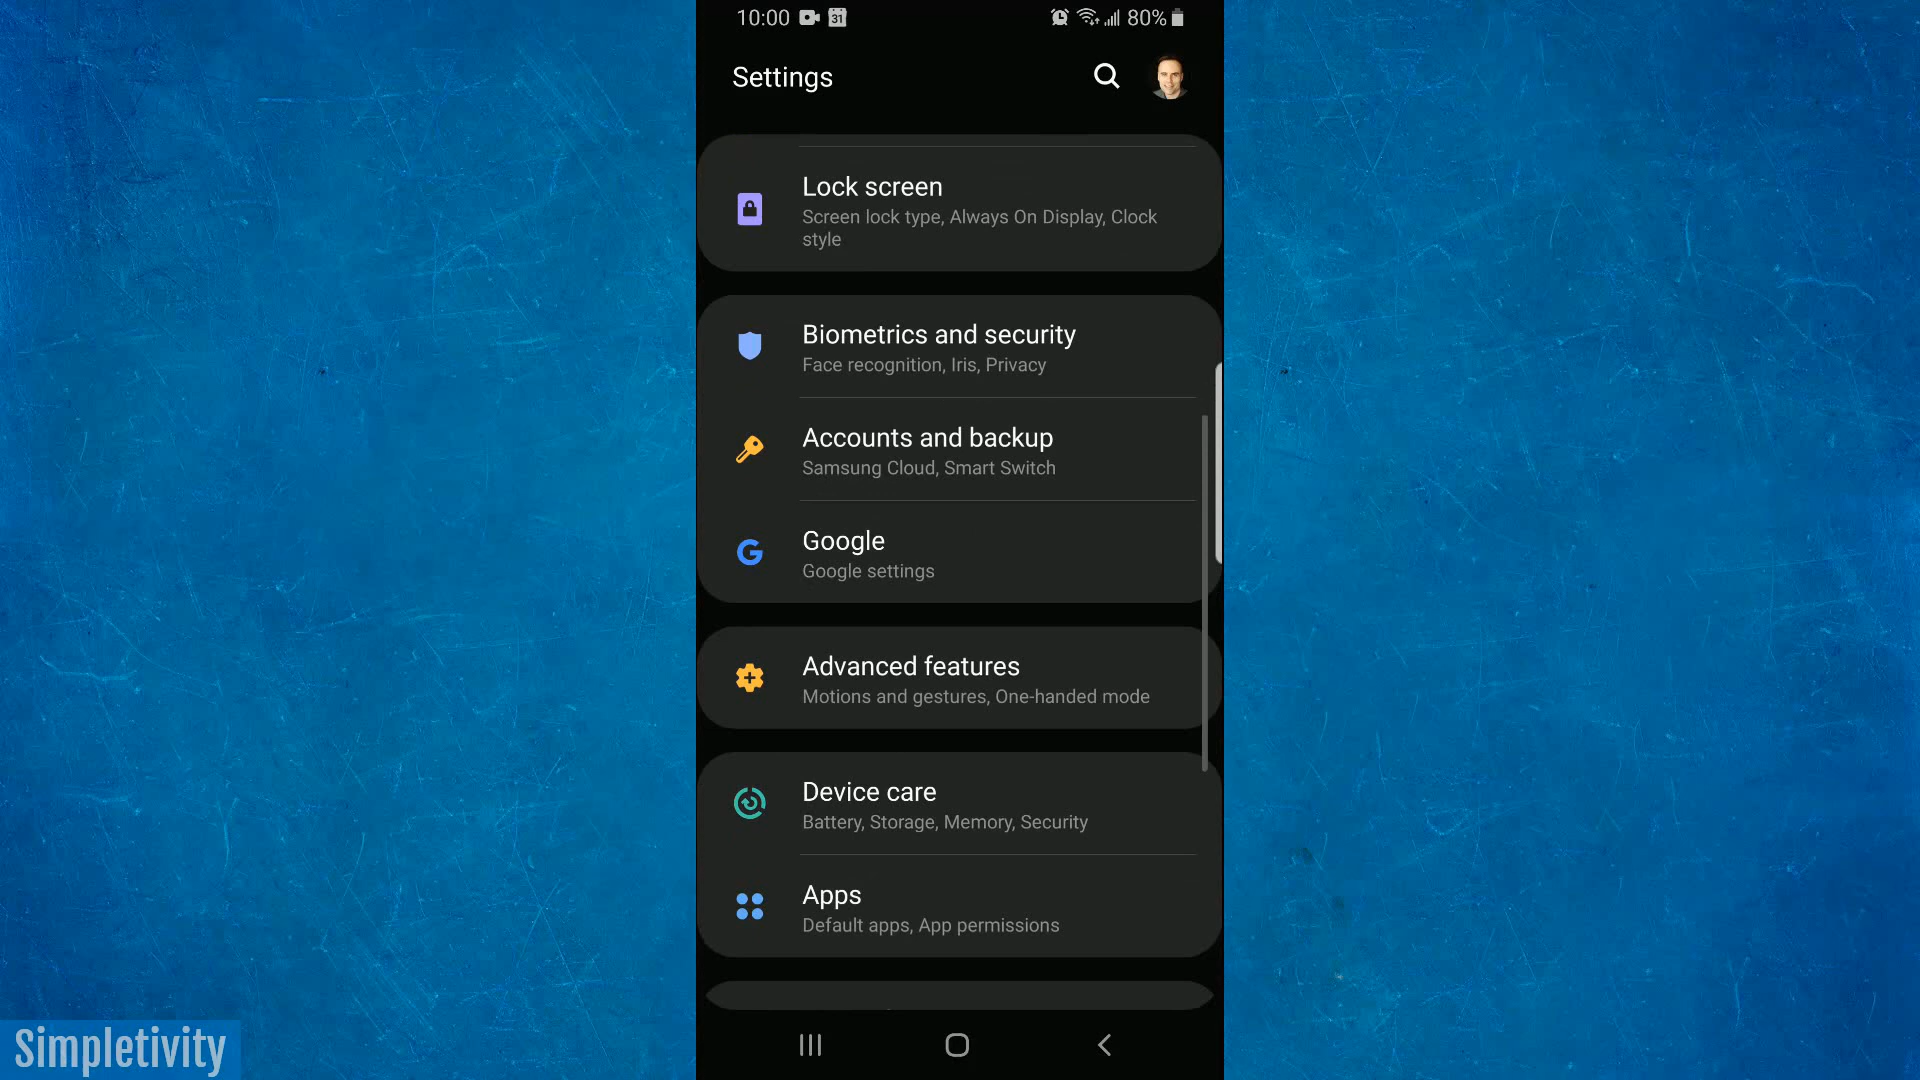 10:00 31 80%
Settings
Lock screen
Screen lock type, Always On Display, Clock
style
Biometrics and security
Face recognition, Iris, Privacy
Accounts and backup
Samsung Cloud, Smart Switch
Google
Google settings
Advanced features
Motions and gestures, One-handed mode
Device care
Battery, Storage, Memory, Security
Apps
Default apps, App permissions
Simpletivity